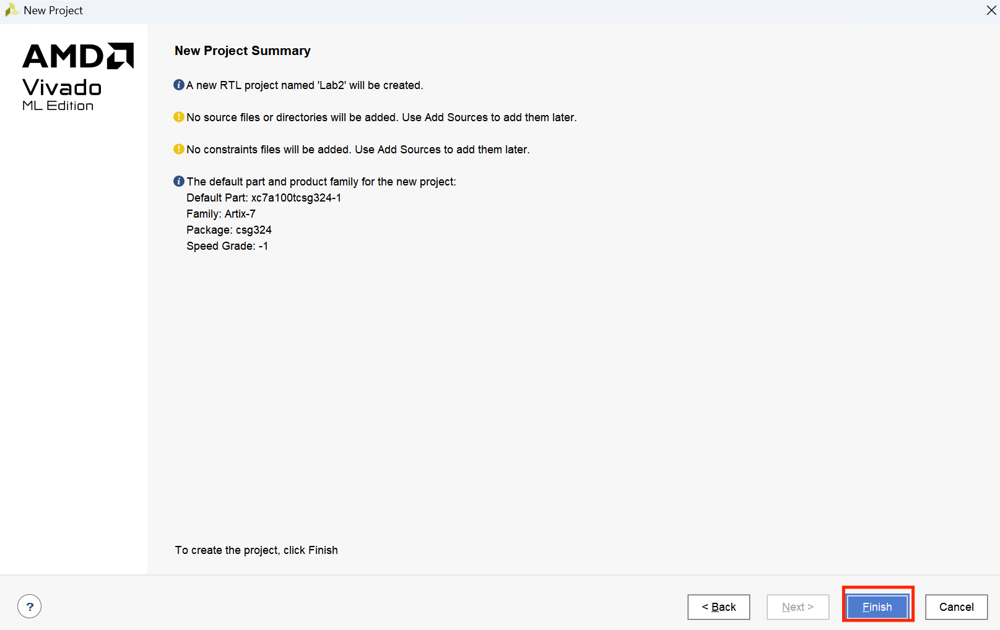 New Project
AMD
Vivado
ML Edition
New Project Summary
A new RTL project named 'Lab2' will be created.
No source files or directories will be added. Use Add Sources to add them later.
No constraints files will be added. Use Add Sources to add them later.
The default part and product family for the new project:
Default Part: xc7a100tcsg324-1
Family: Artix-7
Package: csg324
Speed Grade: -1
To create the project, click Finish
? < Back Next > Finish Cancel